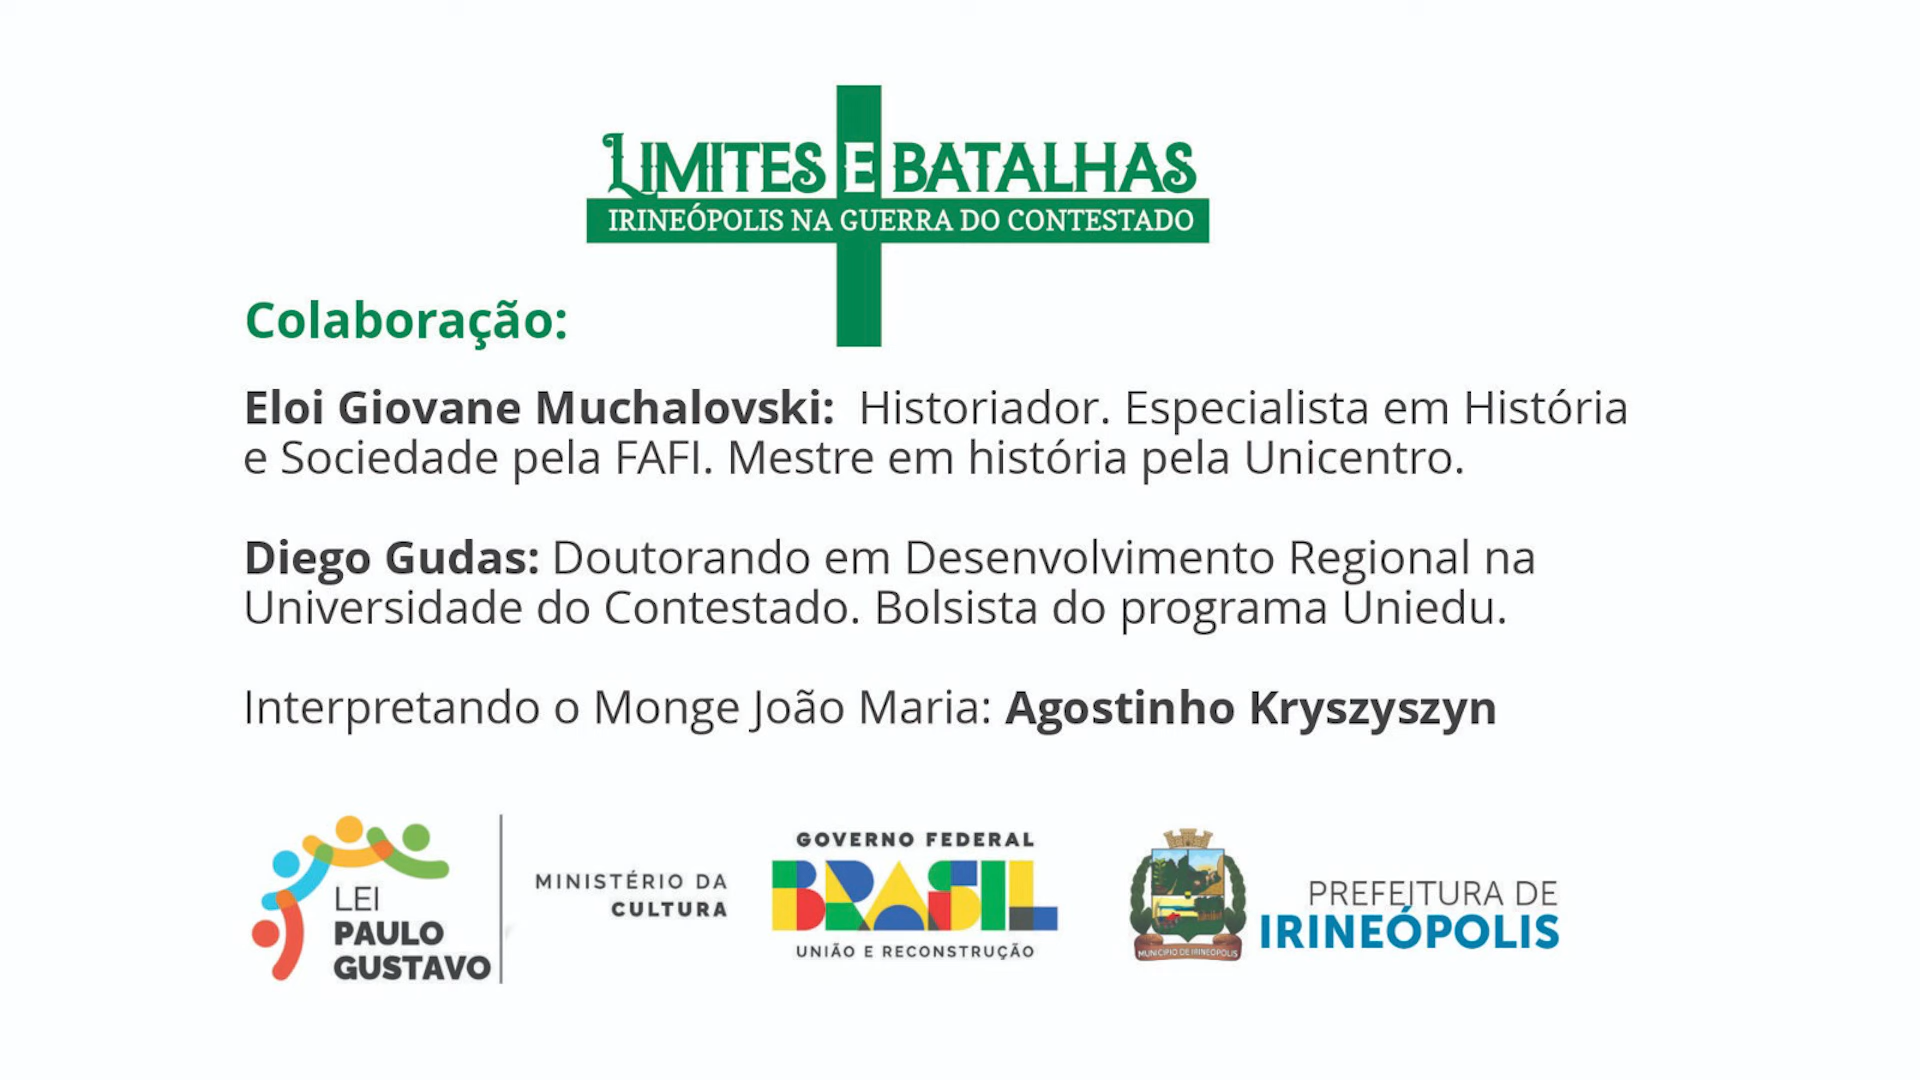 LIMITES E BATALHAS
IRINEÓPOLIS NA GUERRA DO CONTESTADO
Colaboração:
Eloi Giovane Muchalovski: Historiador. Especialista em História
e Sociedade pela FAFI. Mestre em história pela Unicentro.
Diego Gudas: Doutorando em Desenvolvimento Regional na
Universidade do Contestado. Bolsista do programa Uniedu.
Interpretando o Monge João Maria: Agostinho Kryszyszyn
LEI
PAULO
GUSTAVO
MINISTÉRIO DA
CULTURA
GOVERNO FEDERAL
BRASIL
UNIÃO E RECONSTRUÇÃO
MUNICÍPIO DE IRINEÓPOLIS
PREFEITURA DE
IRINEÓPOLIS